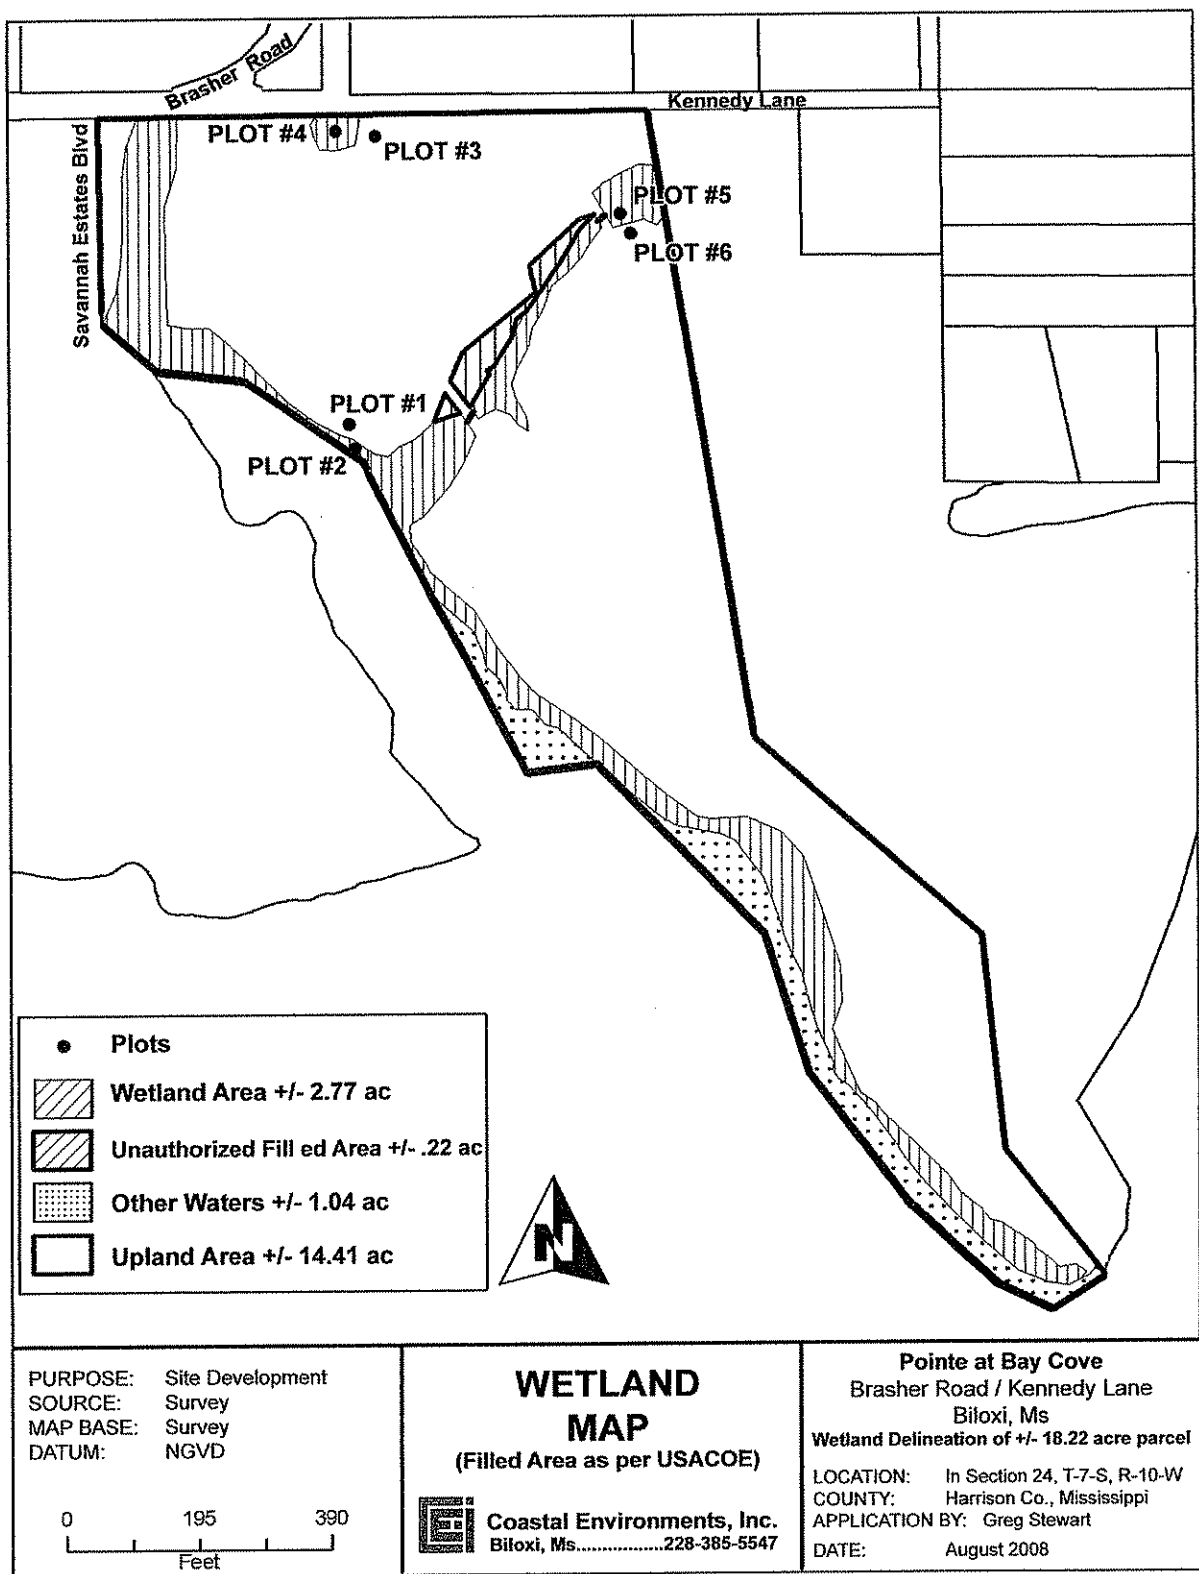 Brasher Road
Kennedy Lane
Savannah Estates Blvd
PLOT #4
PLOT #3
PLOT #5
PLOT #6
PLOT #1
PLOT #2
Plots
Wetland Area +/- 2.77 ac
Unauthorized Fill ed Area +/- .22 ac
Other Waters +/- 1.04 ac
Upland Area +/- 14.41 ac
N
PURPOSE: Site Development
SOURCE: Survey
MAP BASE: Survey
DATUM: NGVD
0 195 390
Feet
WETLAND
MAP
(Filled Area as per USACOE)
CEi
Coastal Environments, Inc.
Biloxi, Ms.................228-385-5547
Pointe at Bay Cove
Brasher Road / Kennedy Lane
Biloxi, Ms
Wetland Delineation of +/- 18.22 acre parcel
LOCATION: In Section 24, T-7-S, R-10-W
COUNTY: Harrison Co., Mississippi
APPLICATION BY: Greg Stewart
DATE: August 2008